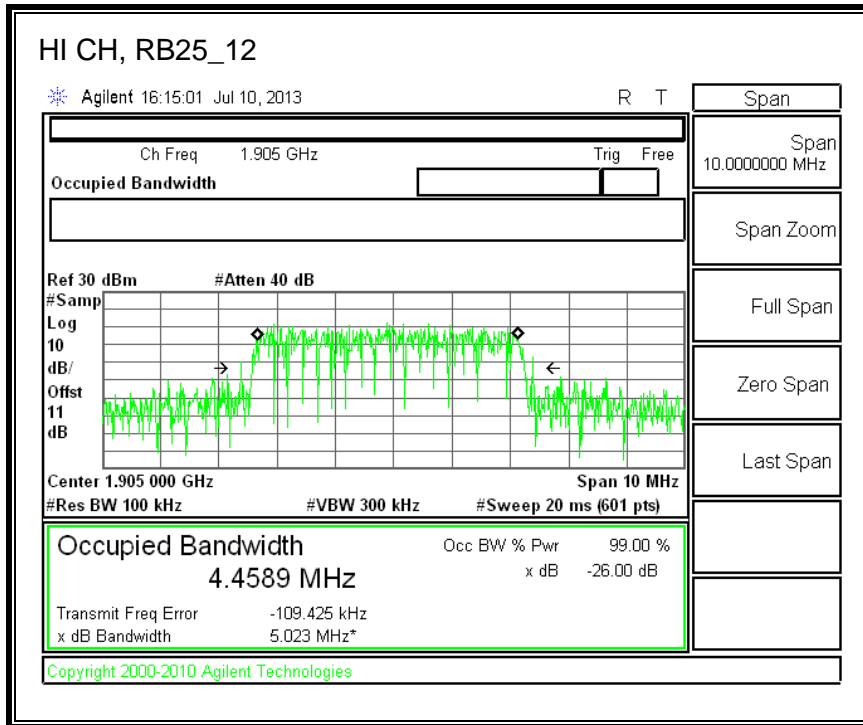 HI CH, RB25_12
Agilent 16:15:01 Jul 10, 2013 R T
Span
Ch Freq 1.905 GHz Trig Free
Occupied Bandwidth
Span
10.0000000 MHz
Span Zoom
Full Span
Zero Span
Last Span
Ref 30 dBm #Atten 40 dB
#Samp
Log
10
dB/
Offst
11
dB
Center 1.905 000 GHz Span 10 MHz
#Res BW 100 kHz #VBW 300 kHz #Sweep 20 ms (601 pts)
Occupied Bandwidth Occ BW % Pwr 99.00 %
4.4589 MHz x dB -26.00 dB
Transmit Freq Error -109.425 kHz
x dB Bandwidth 5.023 MHz*
Copyright 2000-2010 Agilent Technologies